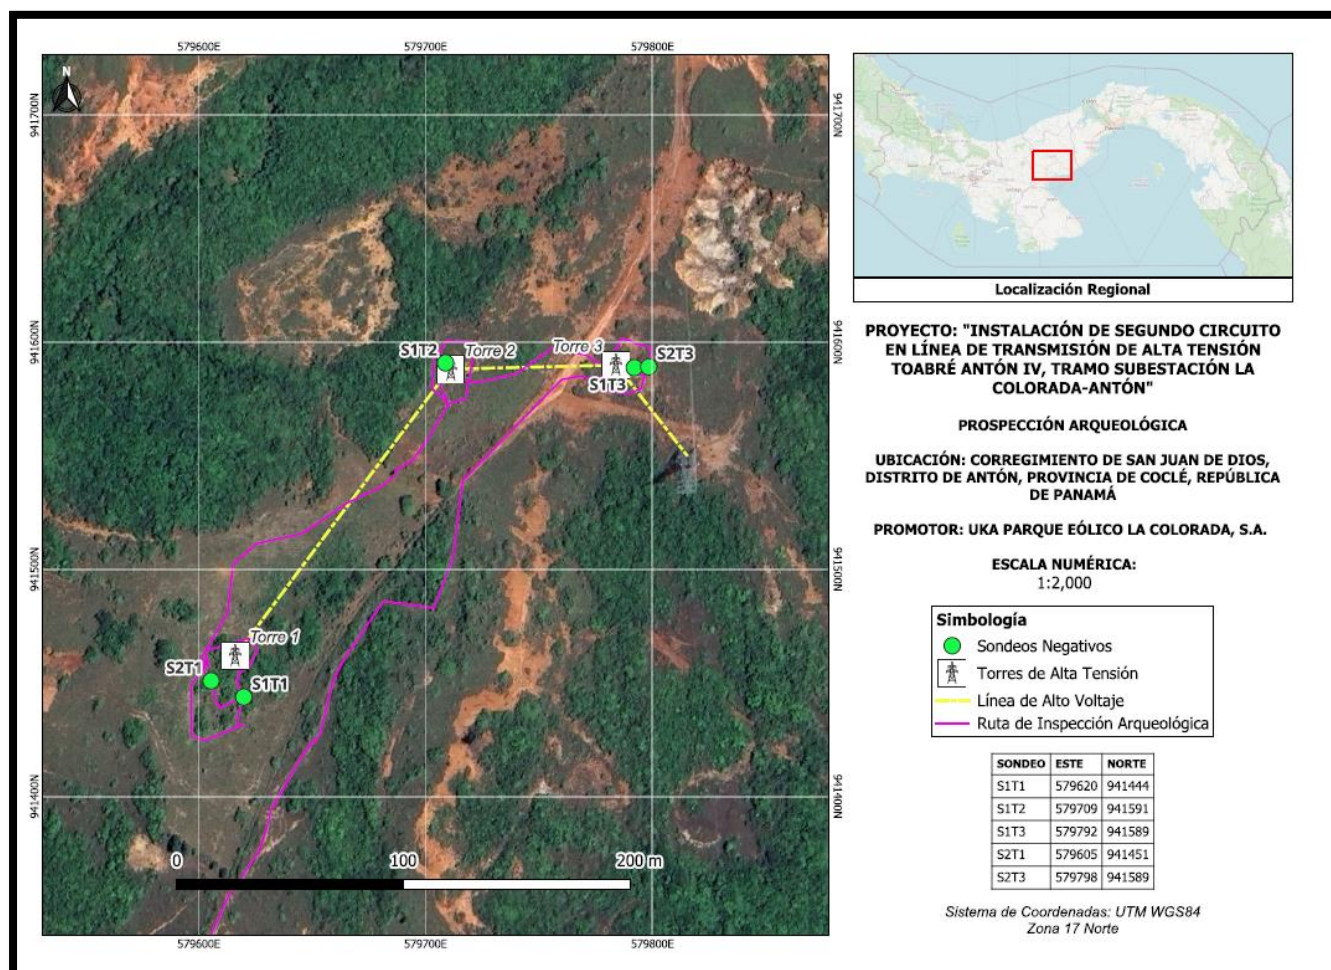 579600E
579700E
579800E
N
941700N
941700N
941600N
941600N
S1T2
Torre 2
Torre 3
S2T3
S1T3
941500N
941500N
Torre 1
S2T1
S1T1
941400N
941400N
0
100
200 m
579600E
579700E
579800E
Localización Regional
PROYECTO: "INSTALACIÓN DE SEGUNDO CIRCUITO
EN LÍNEA DE TRANSMISIÓN DE ALTA TENSIÓN
TOABRÉ ANTÓN IV, TRAMO SUBESTACIÓN LA
COLORADA-ANTÓN"
PROSPECCIÓN ARQUEOLÓGICA
UBICACIÓN: CORREGIMIENTO DE SAN JUAN DE DIOS,
DISTRITO DE ANTÓN, PROVINCIA DE COCLÉ, REPÚBLICA
DE PANAMÁ
PROMOTOR: UKA PARQUE EÓLICO LA COLORADA, S.A.
ESCALA NUMÉRICA:
1:2,000
Simbología
Sondeos Negativos
Torres de Alta Tensión
Línea de Alto Voltaje
Ruta de Inspección Arqueológica
SONDEO ESTE NORTE
S1T1 579620 941444
S1T2 579709 941591
S1T3 579792 941589
S2T1 579605 941451
S2T3 579798 941589
Sistema de Coordenadas: UTM WGS84
Zona 17 Norte